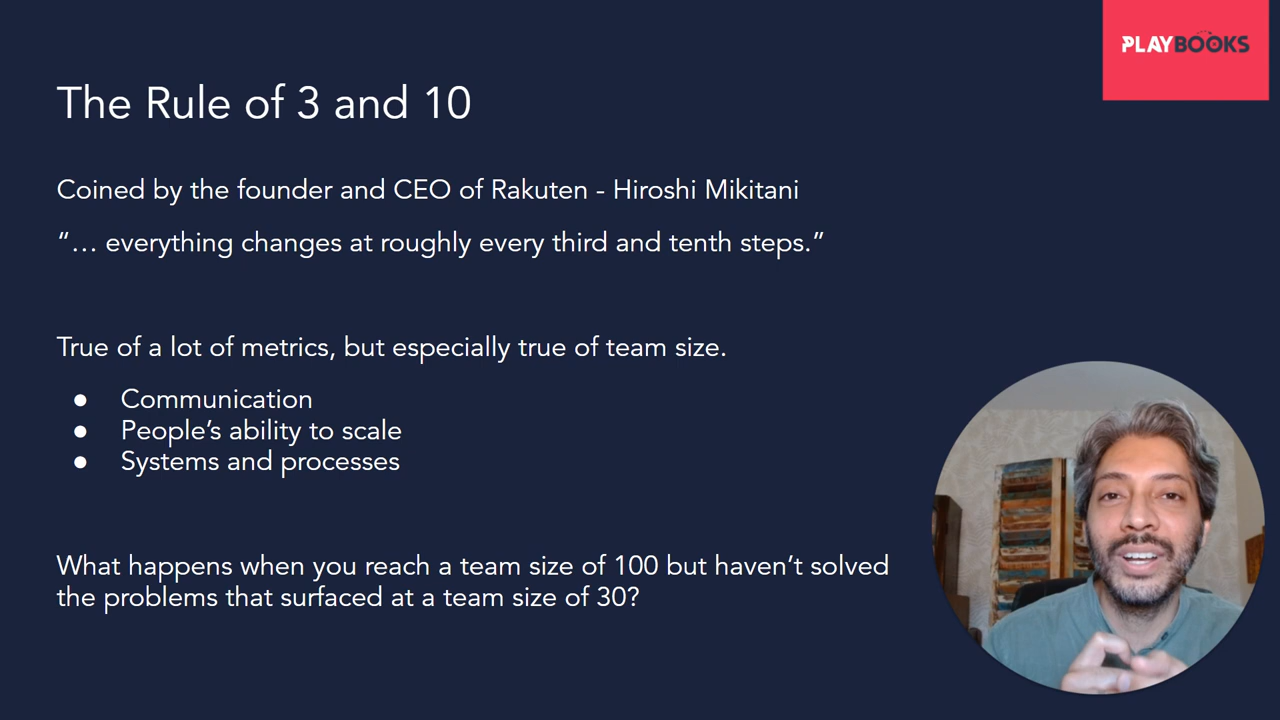 PLAYBOOKS
The Rule of 3 and 10
Coined by the founder and CEO of Rakuten - Hiroshi Mikitani
“… everything changes at roughly every third and tenth steps.”
True of a lot of metrics, but especially true of team size.
● Communication
● People’s ability to scale
● Systems and processes
What happens when you reach a team size of 100 but haven’t solved
the problems that surfaced at a team size of 30?